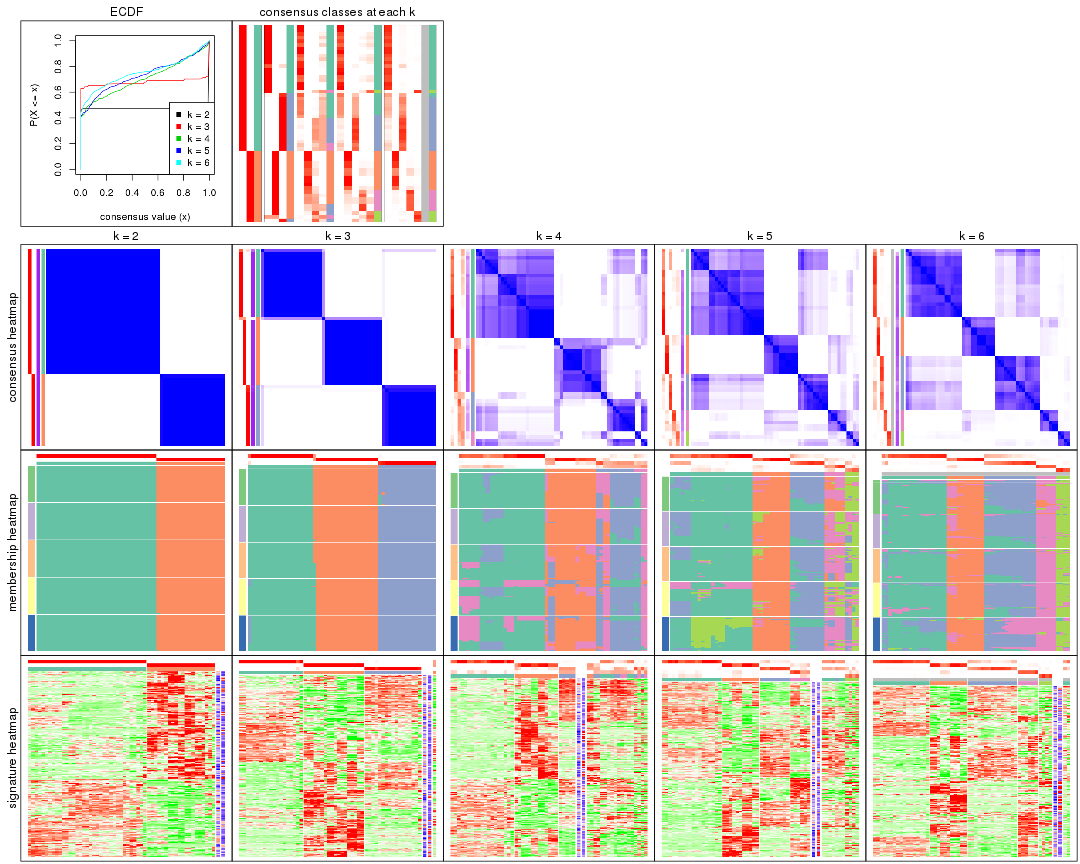 ECDF
consensus classes at each k
P(X <= x)
1.0
0.8
0.6
0.4
0.2
0.0
k = 2
k = 3
k = 4
k = 5
k = 6
0.0 0.2 0.4 0.6 0.8 1.0
consensus value (x)
k = 2
k = 3
k = 4
k = 5
k = 6
consensus heatmap
membership heatmap
signature heatmap